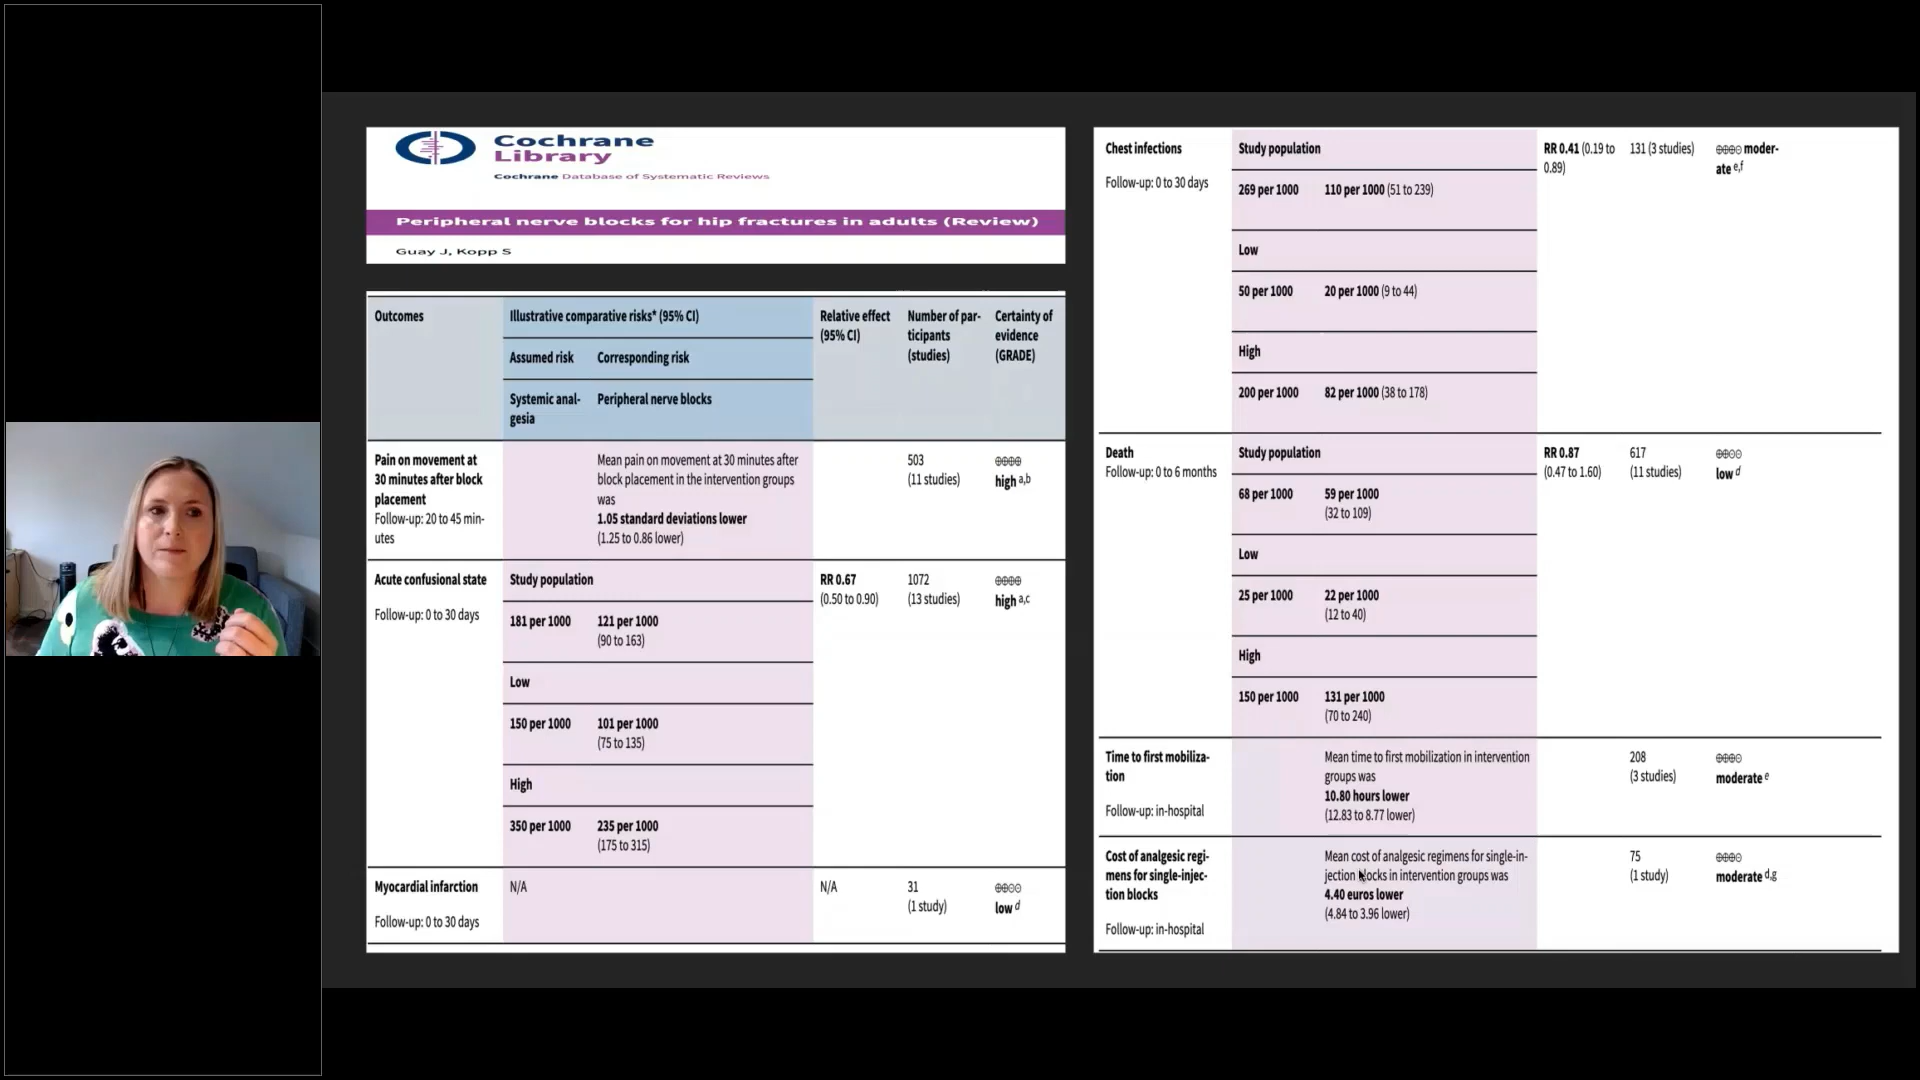 Cochrane
Library
Cochrane Database of Systematic Reviews
Peripheral nerve blocks for hip fractures in adults (Review)
Guay J, Kopp S
Outcomes
Illustrative comparative risks* (95% CI)
Relative effect
(95% CI)
Number of par-
ticipants
(studies)
Certainty of
evidence
(GRADE)
Assumed risk
Corresponding risk
Systemic anal-
gesia
Peripheral nerve blocks
Pain on movement at
30 minutes after block
placement
Follow-up: 20 to 45 min-
utes
Mean pain on movement at 30 minutes after
block placement in the intervention groups
was
1.05 standard deviations lower
(1.25 to 0.86 lower)
503
(11 studies)
⊕⊕⊕⊕
high a,b
Acute confusional state
Follow-up: 0 to 30 days
Study population
RR 0.67
(0.50 to 0.90)
1072
(13 studies)
⊕⊕⊕⊕
high a,c
181 per 1000
121 per 1000
(90 to 163)
Low
150 per 1000
101 per 1000
(75 to 135)
High
350 per 1000
235 per 1000
(175 to 315)
Myocardial infarction
Follow-up: 0 to 30 days
N/A
N/A
31
(1 study)
⊕⊕⊝⊝
low d
Chest infections
Follow-up: 0 to 30 days
Study population
RR 0.41 (0.19 to
0.89)
131 (3 studies)
⊕⊕⊕⊝ moder-
ate e,f
269 per 1000
110 per 1000 (51 to 239)
Low
50 per 1000
20 per 1000 (9 to 44)
High
200 per 1000
82 per 1000 (38 to 178)
Death
Follow-up: 0 to 6 months
Study population
RR 0.87
(0.47 to 1.60)
617
(11 studies)
⊕⊕⊝⊝
low d
68 per 1000
59 per 1000
(32 to 109)
Low
25 per 1000
22 per 1000
(12 to 40)
High
150 per 1000
131 per 1000
(70 to 240)
Time to first mobiliza-
tion
Follow-up: in-hospital
Mean time to first mobilization in intervention
groups was
10.80 hours lower
(12.83 to 8.77 lower)
208
(3 studies)
⊕⊕⊕⊝
moderate e
Cost of analgesic regi-
mens for single-injec-
tion blocks
Follow-up: in-hospital
Mean cost of analgesic regimens for single-in-
jection blocks in intervention groups was
4.40 euros lower
(4.84 to 3.96 lower)
75
(1 study)
⊕⊕⊕⊝
moderate d,g